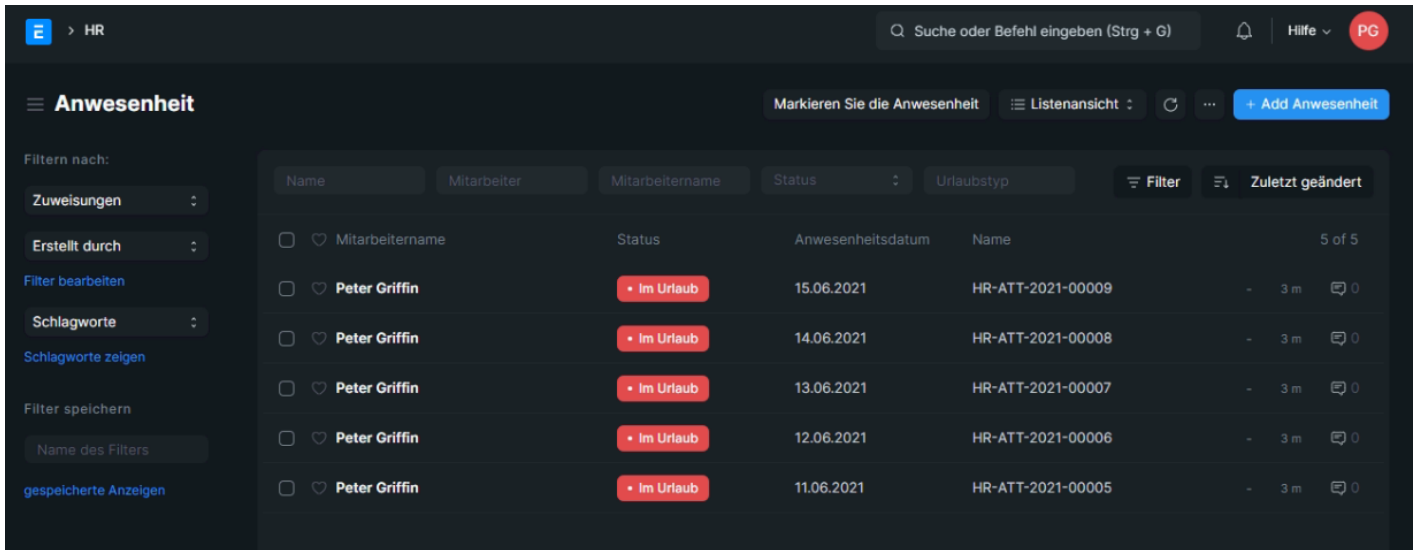 E > HR
Suche oder Befehl eingeben (Strg + G)
Hilfe
PG
Anwesenheit
Markieren Sie die Anwesenheit
Listenansicht
...
+ Add Anwesenheit
Filtern nach:
Zuweisungen
Erstellt durch
Filter bearbeiten
Schlagworte
Schlagworte zeigen
Filter speichern
Name des Filters
gespeicherte Anzeigen
Name Mitarbeiter Mitarbeitername Status Urlaubstyp Filter Zuletzt geändert
Mitarbeitername Status Anwesenheitsdatum Name 5 of 5
Peter Griffin • Im Urlaub 15.06.2021 HR-ATT-2021-00009 - 3 m 0
Peter Griffin • Im Urlaub 14.06.2021 HR-ATT-2021-00008 - 3 m 0
Peter Griffin • Im Urlaub 13.06.2021 HR-ATT-2021-00007 - 3 m 0
Peter Griffin • Im Urlaub 12.06.2021 HR-ATT-2021-00006 - 3 m 0
Peter Griffin • Im Urlaub 11.06.2021 HR-ATT-2021-00005 - 3 m 0